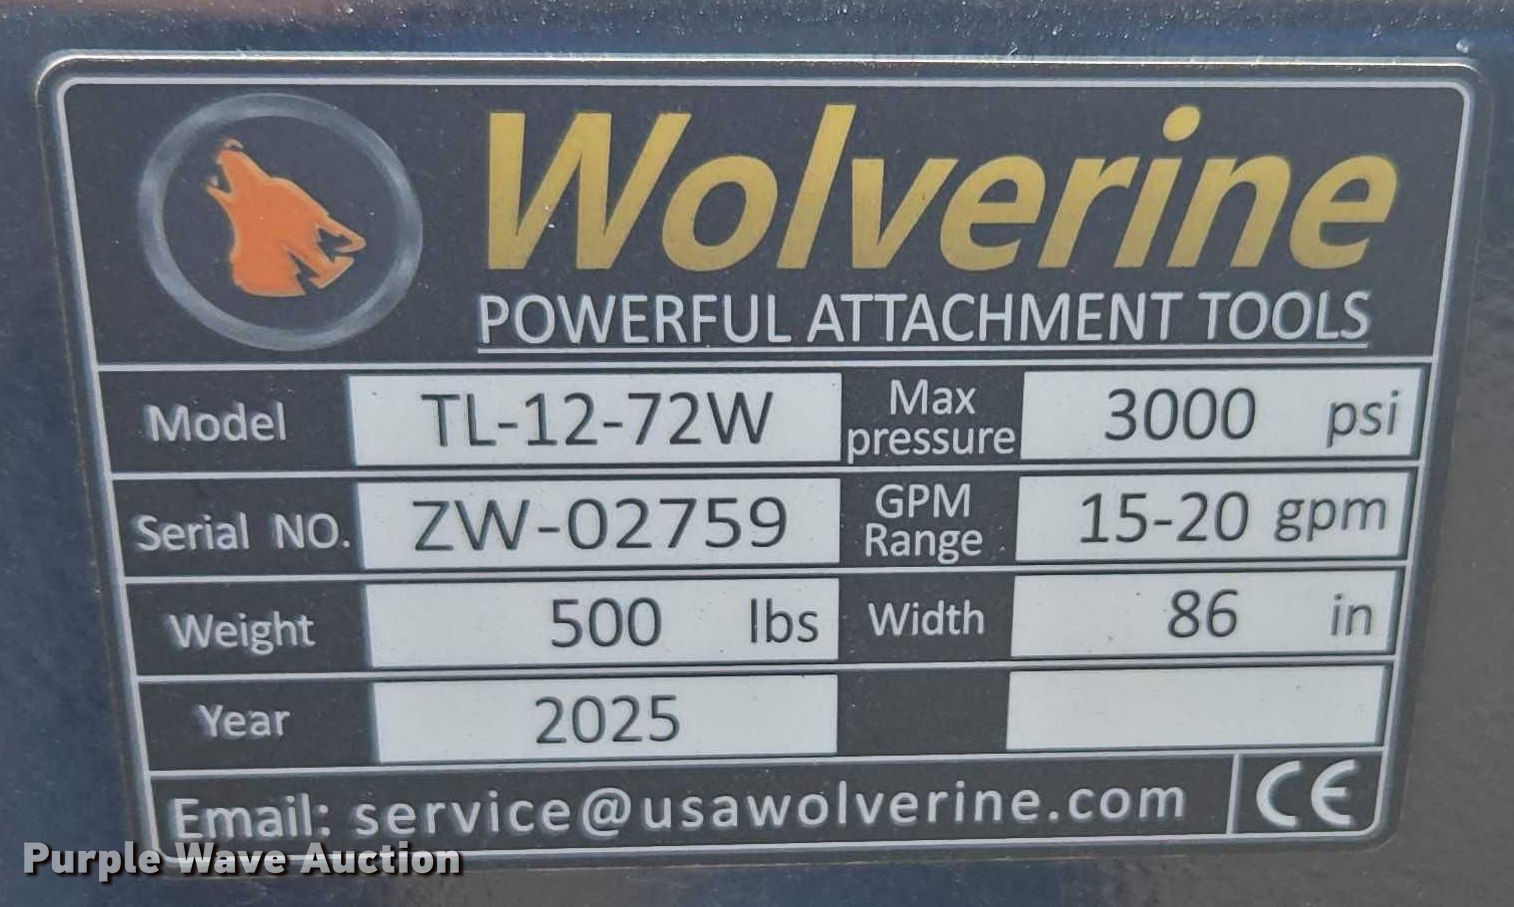 Wolverine
POWERFUL ATTACHMENT TOOLS
Model TL-12-72W Max pressure 3000 psi
Serial NO. ZW-02759 GPM Range 15-20 gpm
Weight 500 lbs Width 86 in
Year 2025
Email: service@usawolverine.com CE
Purple Wave Auction